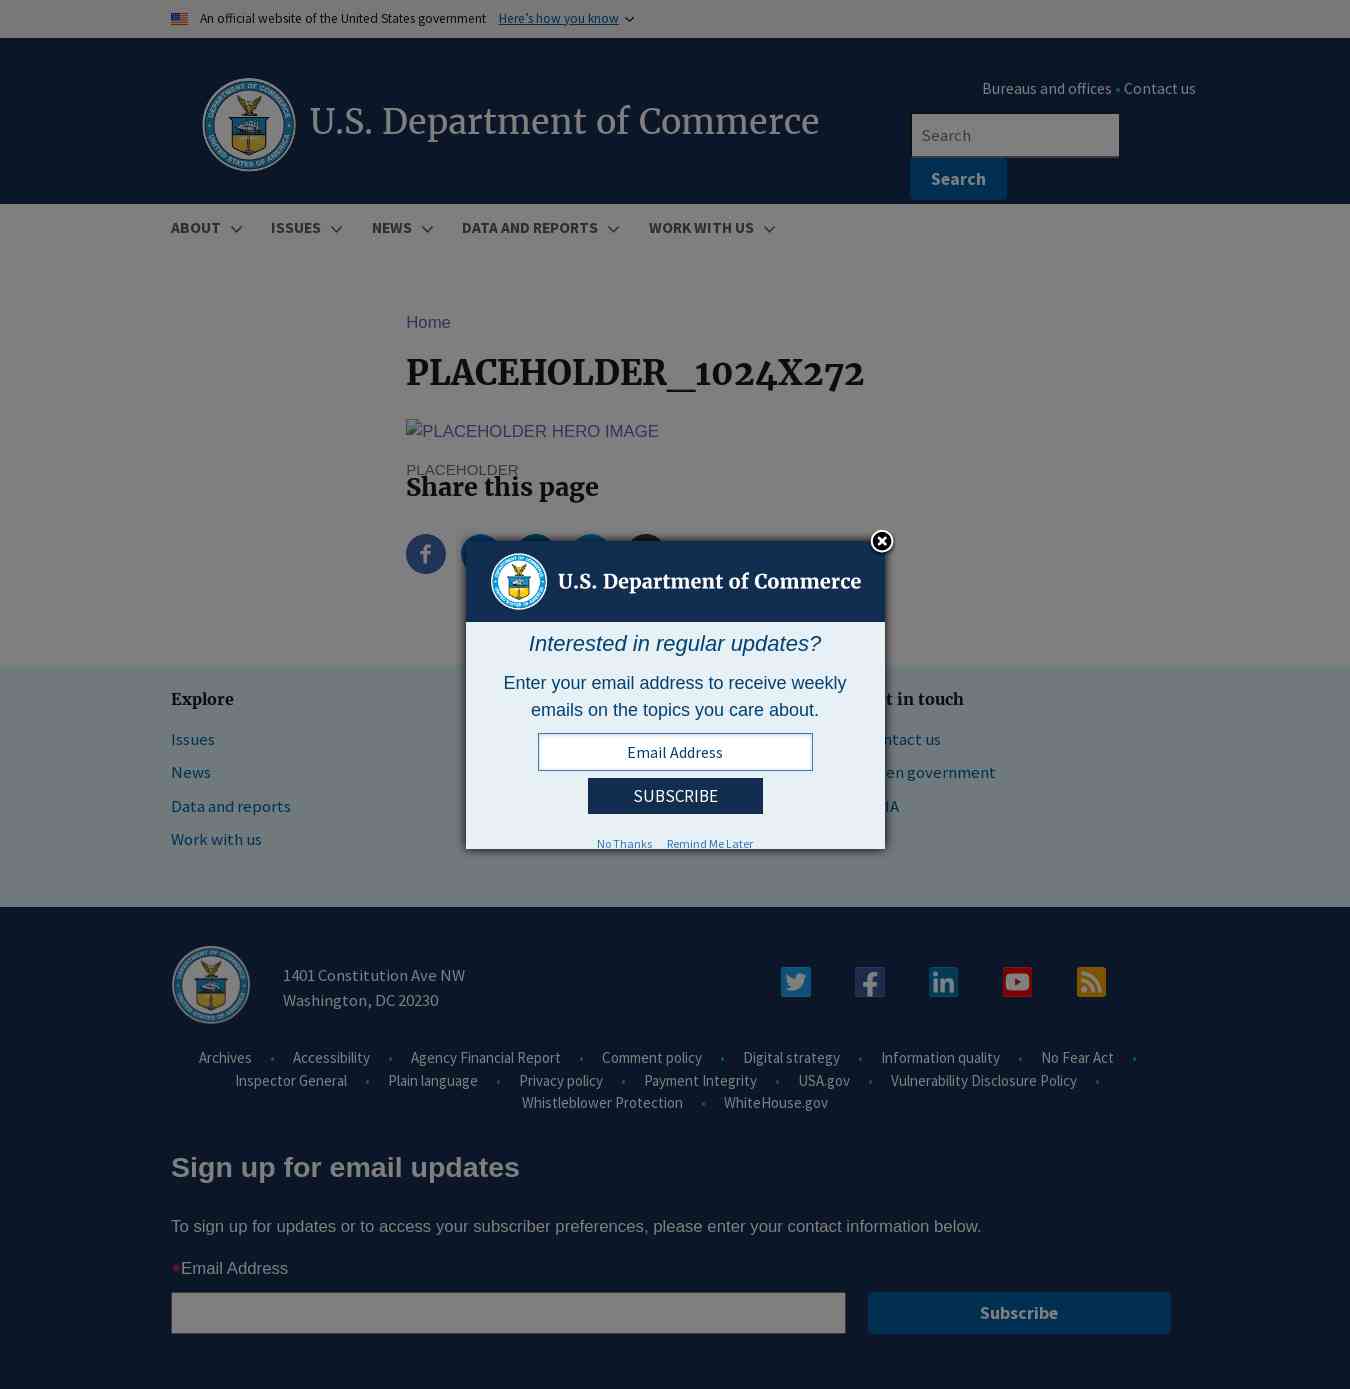 An official website of the United States government Here's how you know
Bureaus and offices • Contact us
U.S. Department of Commerce
Search
Search
ABOUT ISSUES NEWS DATA AND REPORTS WORK WITH US
Home
PLACEHOLDER_1024X272
PLACEHOLDER HERO IMAGE
PLACEHOLDER
Share this page
U.S. Department of Commerce
Interested in regular updates?
Enter your email address to receive weekly
emails on the topics you care about.
Email Address
SUBSCRIBE
No Thanks Remind Me Later
Explore
Issues
News
Data and reports
Work with us
t in touch
ntact us
en government
1401 Constitution Ave NW
Washington, DC 20230
Archives • Accessibility • Agency Financial Report • Comment policy • Digital strategy • Information quality • No Fear Act •
Inspector General • Plain language • Privacy policy • Payment Integrity • USA.gov • Vulnerability Disclosure Policy •
Whistleblower Protection • WhiteHouse.gov
Sign up for email updates
To sign up for updates or to access your subscriber preferences, please enter your contact information below.
*Email Address
Subscribe